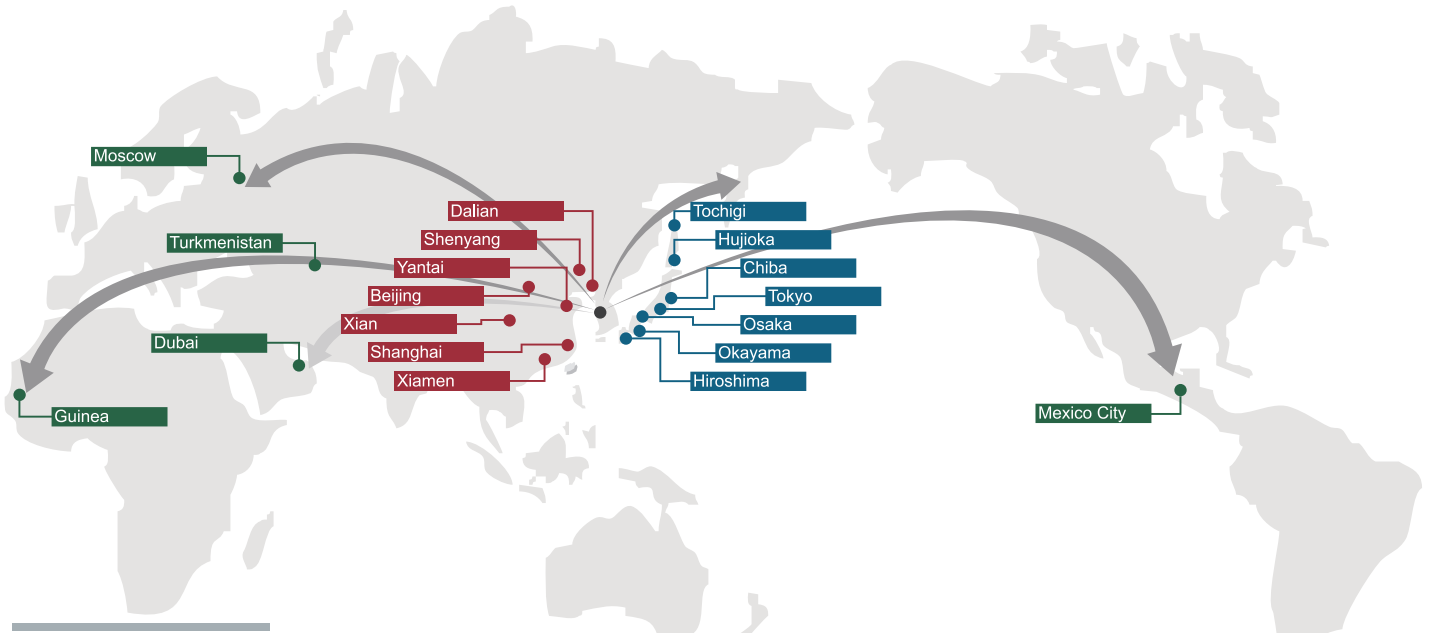 Moscow
Turkmenistan
Dubai
Guinea
Dalian
Shenyang
Yantai
Beijing
Xian
Shanghai
Xiamen
Tochigi
Hujioka
Chiba
Tokyo
Osaka
Okayama
Hiroshima
Mexico City